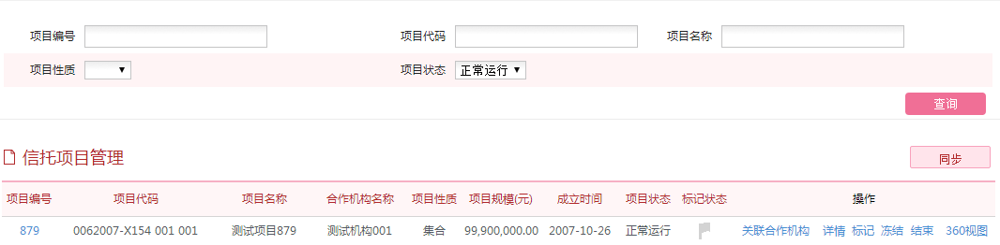 项目编号 项目代码 项目名称
项目性质 项目状态 正常运行
查询
信托项目管理 同步
项目编号 项目代码 项目名称 合作机构名称 项目性质 项目规模(元) 成立时间 项目状态 标记状态 操作
879 0062007-X154 001 001 测试项目879 测试机构001 集合 99,900,000.00 2007-10-26 正常运行 关联合作机构 详情 标记 冻结 结束 360视图